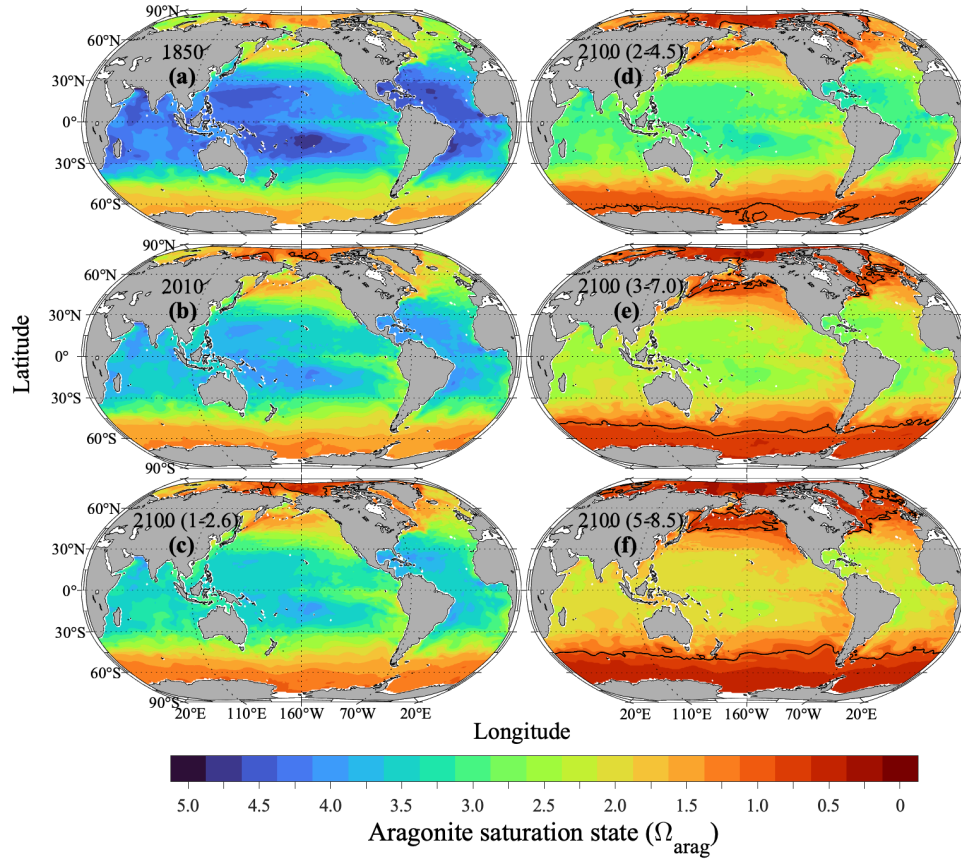 90°N
60°N
1850
(a)
30°N
0°
30°S
60°S
2100 (2-4.5)
(d)
90°N
60°N
2010
(b)
30°N
0°
30°S
60°S
90°S
2100 (3-7.0)
(e)
60°N
2100 (1-2.6)
(c)
30°N
0°
30°S
60°S
90°S
2100 (5-8.5)
(f)
Latitude
20°E 110°E 160°W 70°W 20°E
20°E 110°E 160°W 70°W 20°E
Longitude
5.0 4.5 4.0 3.5 3.0 2.5 2.0 1.5 1.0 0.5 0
Aragonite saturation state (Ωarag)